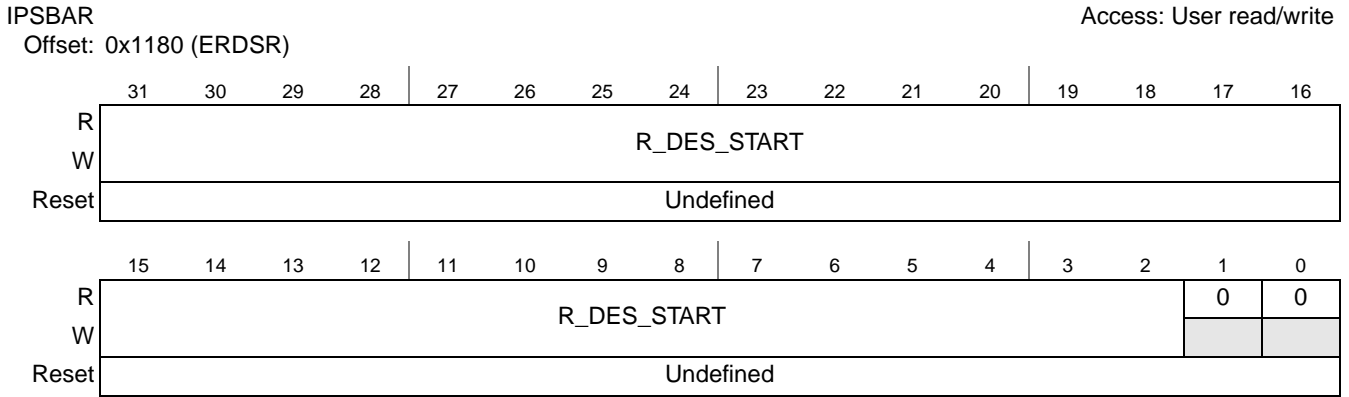 IPSBAR Access: User read/write
Offset: 0x1180 (ERDSR)
31 30 29 28 27 26 25 24 23 22 21 20 19 18 17 16
R
R_DES_START
W
Reset Undefined
15 14 13 12 11 10 9 8 7 6 5 4 3 2 1 0
R 0 0
R_DES_START
W
Reset Undefined